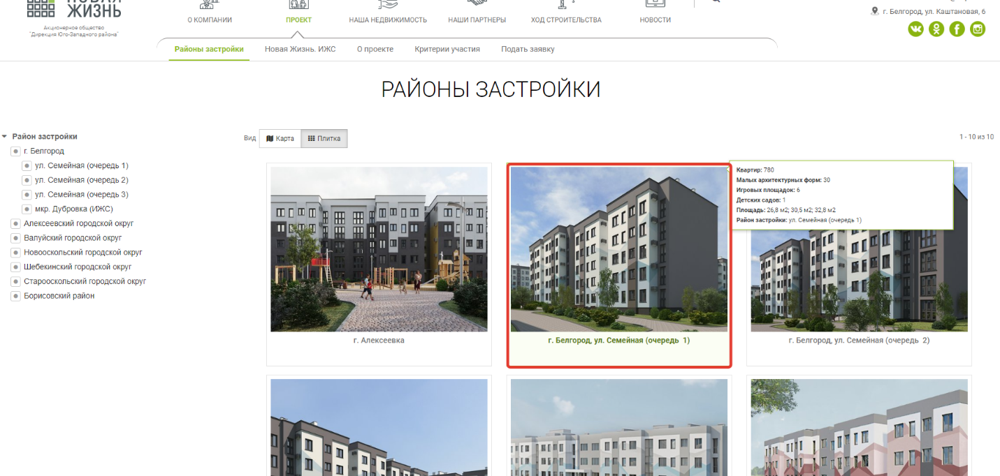 ЖИЗНЬ
Акционерное общество
"Дирекция Юго-Западного района"
О КОМПАНИИ
ПРОЕКТ
НАША НЕДВИЖИМОСТЬ
НАШИ ПАРТНЕРЫ
ХОД СТРОИТЕЛЬСТВА
НОВОСТИ
г. Белгород, ул. Каштановая, 6
Районы застройки
Новая Жизнь. ИЖС
О проекте
Критерии участия
Подать заявку
РАЙОНЫ ЗАСТРОЙКИ
Район застройки
г. Белгород
ул. Семейная (очередь 1)
ул. Семейная (очередь 2)
ул. Семейная (очередь 3)
мкр. Дубровка (ИЖС)
Алексеевский городской округ
Валуйский городской округ
Новооскольский городской округ
Шебекинский городской округ
Старооскольский городской округ
Борисовский район
Вид
Карта
Плитка
1 - 10 из 10
Квартир: 780
Малых архитектурных форм: 30
Игровых площадок: 6
Детских садов: 1
Площадь: 26,8 м2; 30,5 м2; 32,8 м2
Район застройки: ул. Семейная (очередь 1)
г. Алексеевка
г. Белгород, ул. Семейная (очередь 1)
г. Белгород, ул. Семейная (очередь 2)